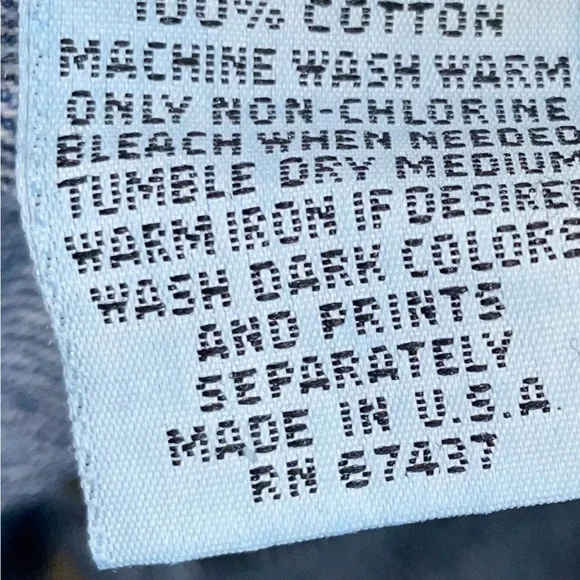 100% COTTON
MACHINE WASH WARM
ONLY NON-CHLORINE
BLEACH WHEN NEEDED
TUMBLE DRY MEDIUM
WARM IRON IF DESIRED
WASH DARK COLORS
AND PRINTS
SEPARATELY
MADE IN U.S.A.
RN 67437